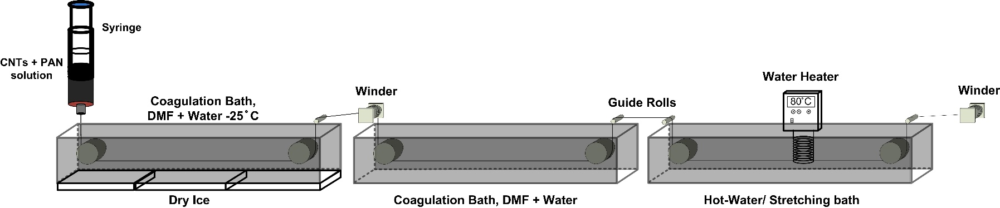 Syringe
CNTs + PAN
solution
Coagulation Bath,
DMF + Water -25˚C
Winder
Guide Rolls
Water Heater
80˚C
Winder
Dry Ice
Coagulation Bath, DMF + Water
Hot-Water/ Stretching bath